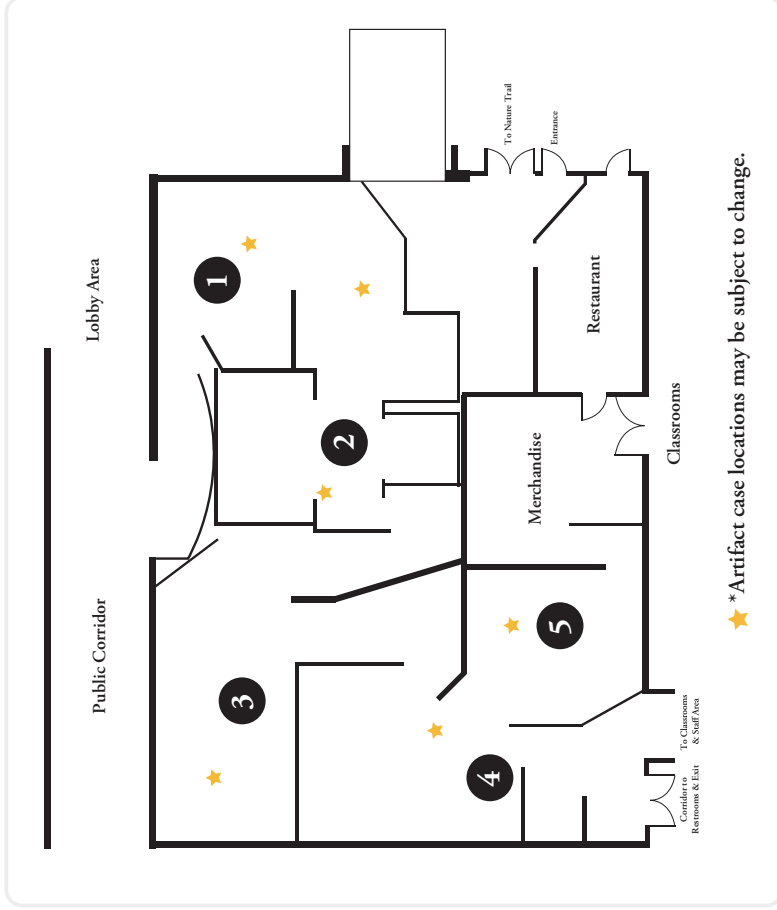 Public Corridor
Lobby Area
3
1
2
4
5
Merchandise
To Nature Trail
Entrance
Restaurant
Corridor to
Restrooms & Exit
To Classrooms
& Staff Area
Classrooms
*Artifact case locations may be subject to change.